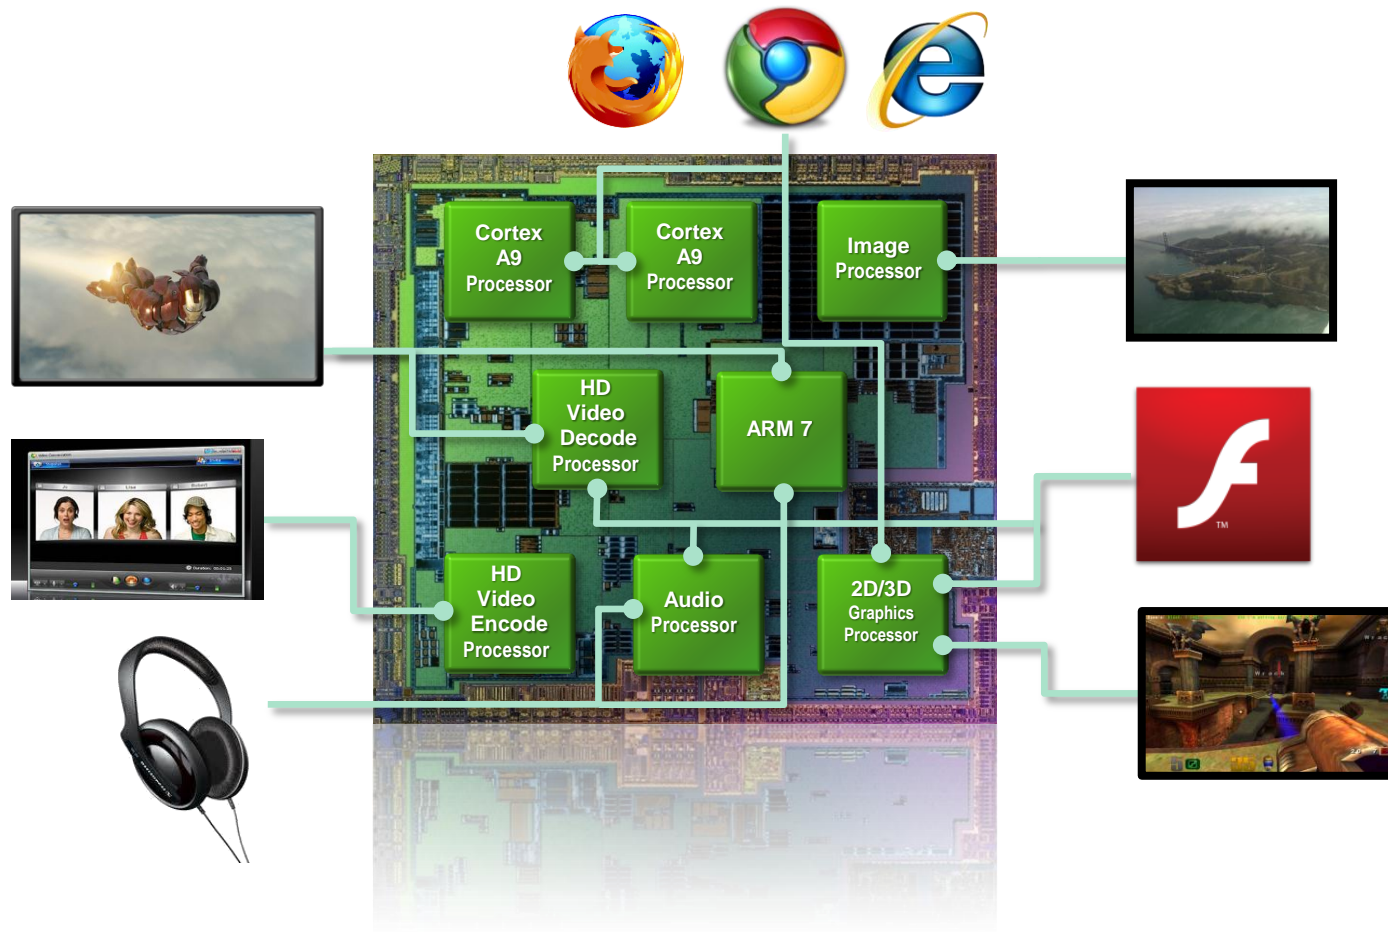 Cortex
A9
Processor
Cortex
A9
Processor
Image
Processor
HD
Video
Decode
Processor
ARM 7
HD
Video
Encode
Processor
Audio
Processor
2D/3D
Graphics
Processor
TM